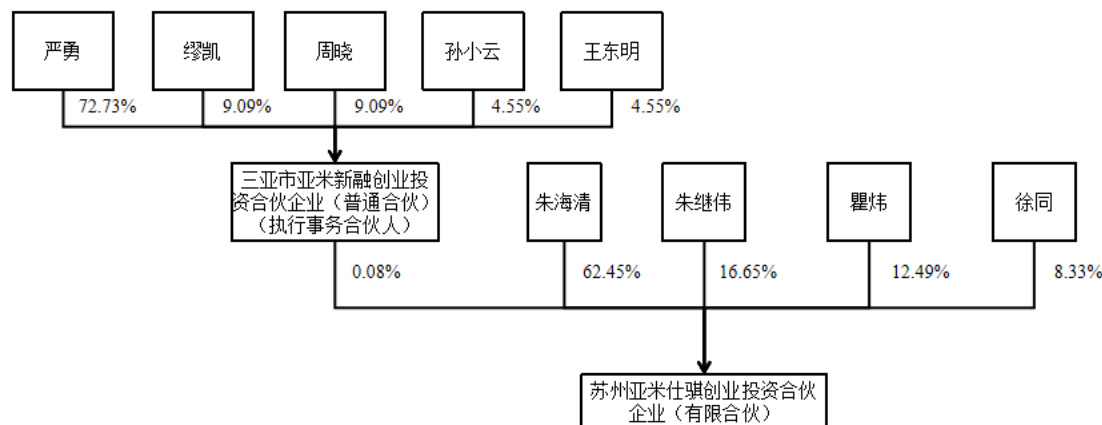 严勇
缪凯
周晓
孙小云
王东明
72.73%
9.09%
9.09%
4.55%
4.55%
三亚市亚米新融创业投
资合伙企业（普通合伙）
（执行事务合伙人）
朱海清
朱继伟
瞿炜
徐同
0.08%
62.45%
16.65%
12.49%
8.33%
苏州亚米仕骐创业投资合伙
企业（有限合伙）